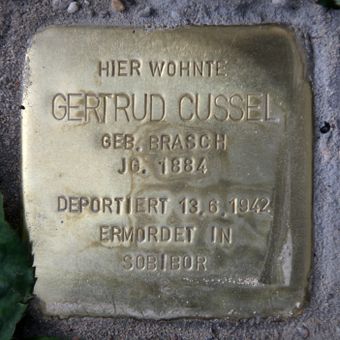 HIER WOHNTE
GERTRUD CUSSEL
GEB. BRASCH
JG. 1884
DEPORTIERT 13.6.1942
ERMORDET IN
SOBIBOR